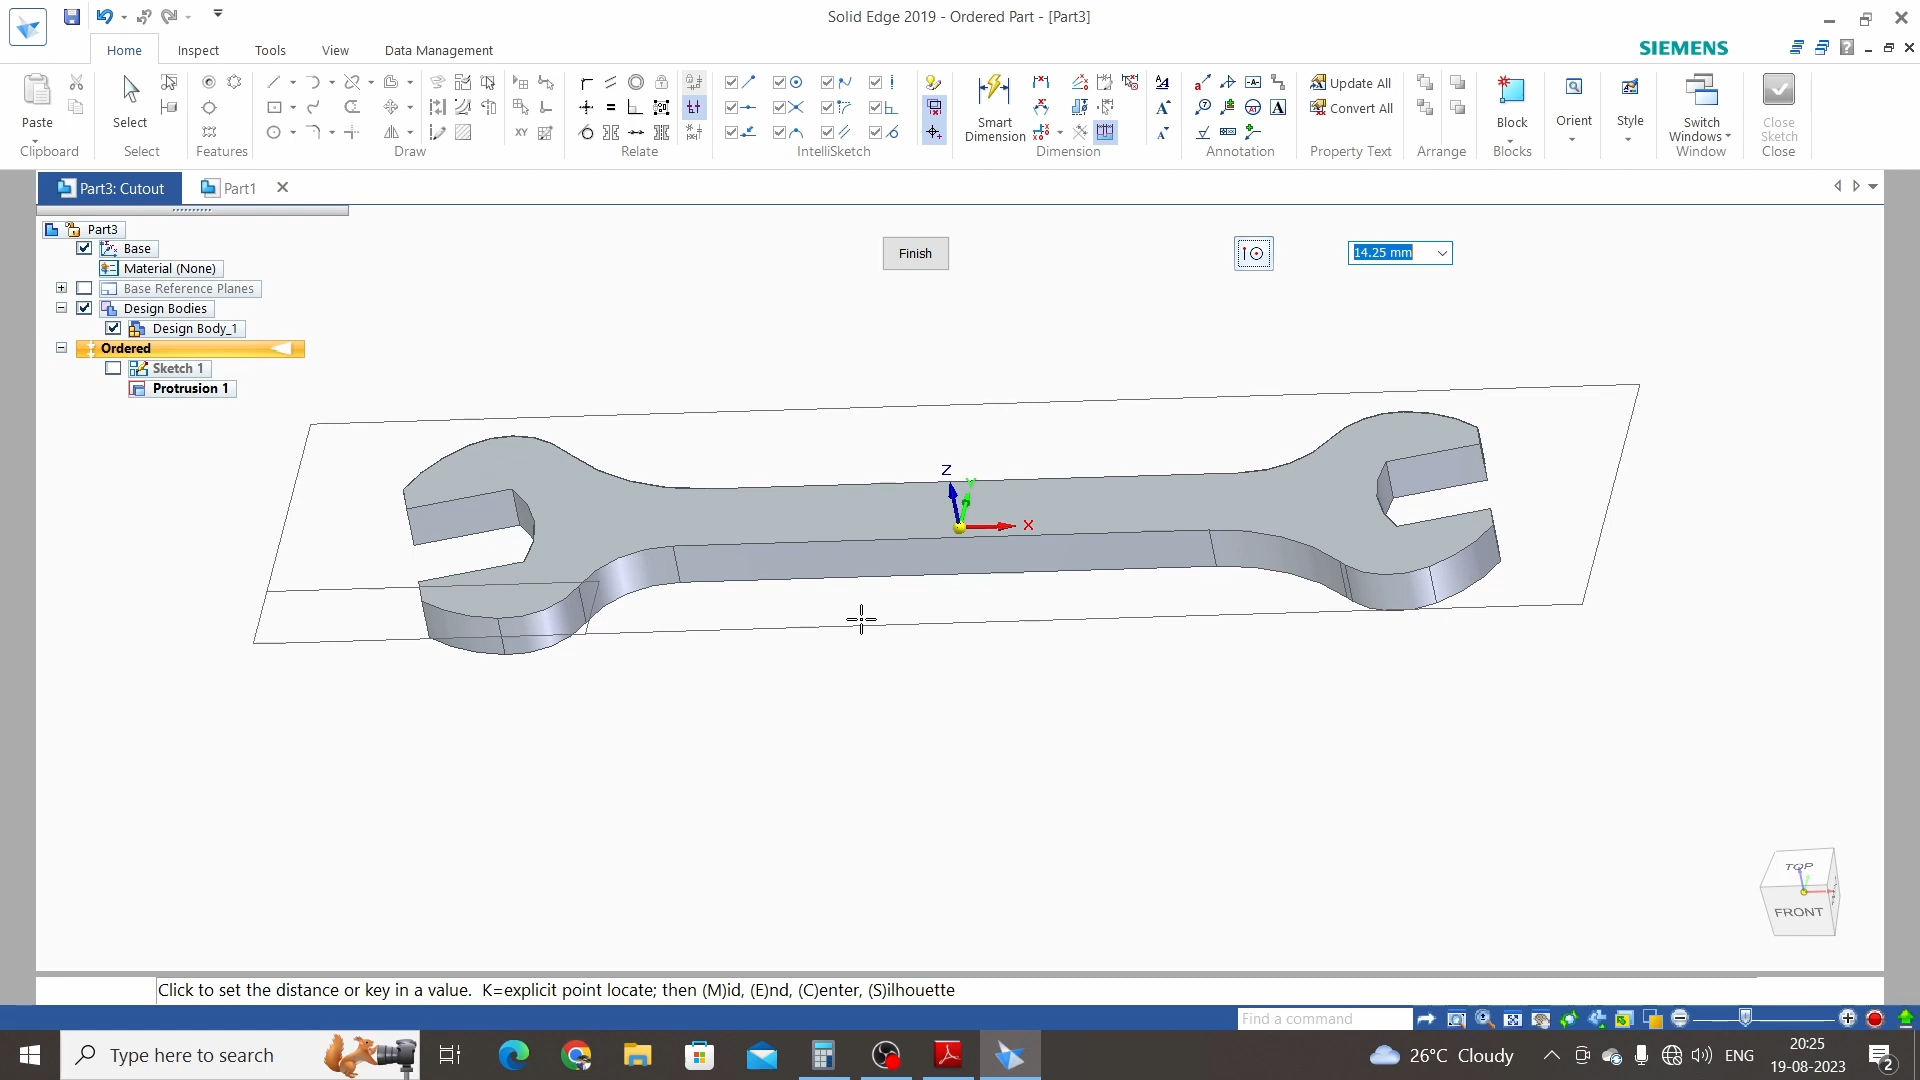 Solid Edge 2019 - Ordered Part - [Part3]
Home
Inspect
Tools
View
Data Management
SIEMENS
Paste
Select
Smart
Dimension
Update All
Convert All
Block
Orient
Style
Switch
Windows
Close
Sketch
Clipboard
Select
Features
Draw
Relate
IntelliSketch
Dimension
Annotation
Property Text
Arrange
Blocks
Window
Close
Part3: Cutout
Part1
Part3
Base
Material (None)
Base Reference Planes
Design Bodies
Design Body_1
Ordered
Sketch 1
Protrusion 1
Finish
14.25 mm
Z
Y
X
TOP
FRONT
Click to set the distance or key in a value.  K=explicit point locate; then (M)id, (E)nd, (C)enter, (S)ilhouette
Find a command
Type here to search
26°C Cloudy
ENG
20:25
19-08-2023
2